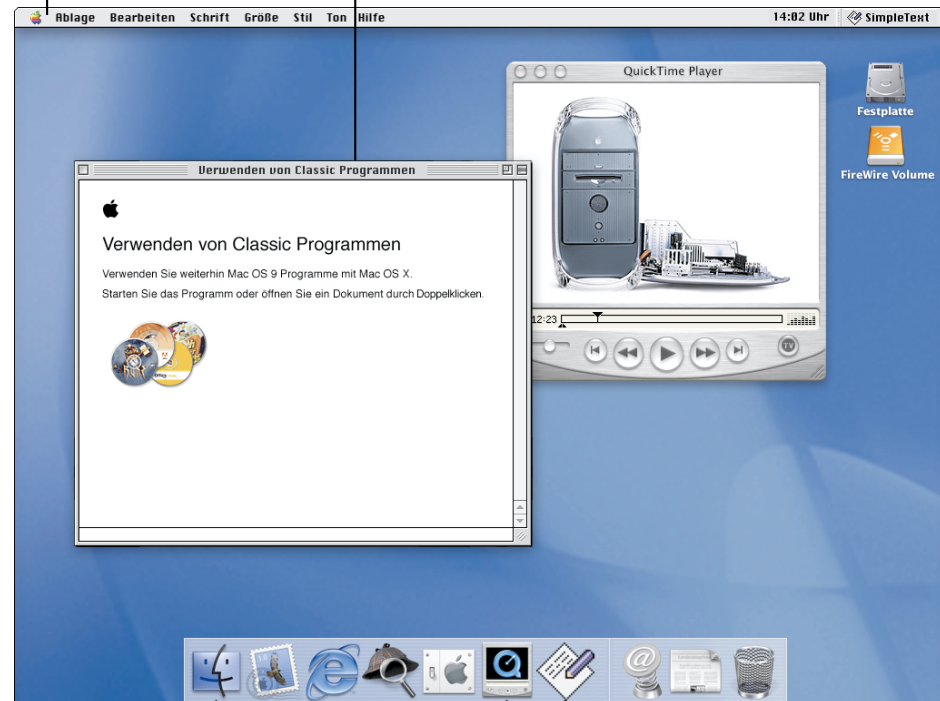 Ablage Bearbeiten Schrift Größe Stil Ton Hilfe 14:02 Uhr SimpleText
QuickTime Player
Festplatte
FireWire Volume
Verwenden von Classic Programmen
Verwenden von Classic Programmen
Verwenden Sie weiterhin Mac OS 9 Programme mit Mac OS X.
Starten Sie das Programm oder öffnen Sie ein Dokument durch Doppelklicken.
12:23
TV